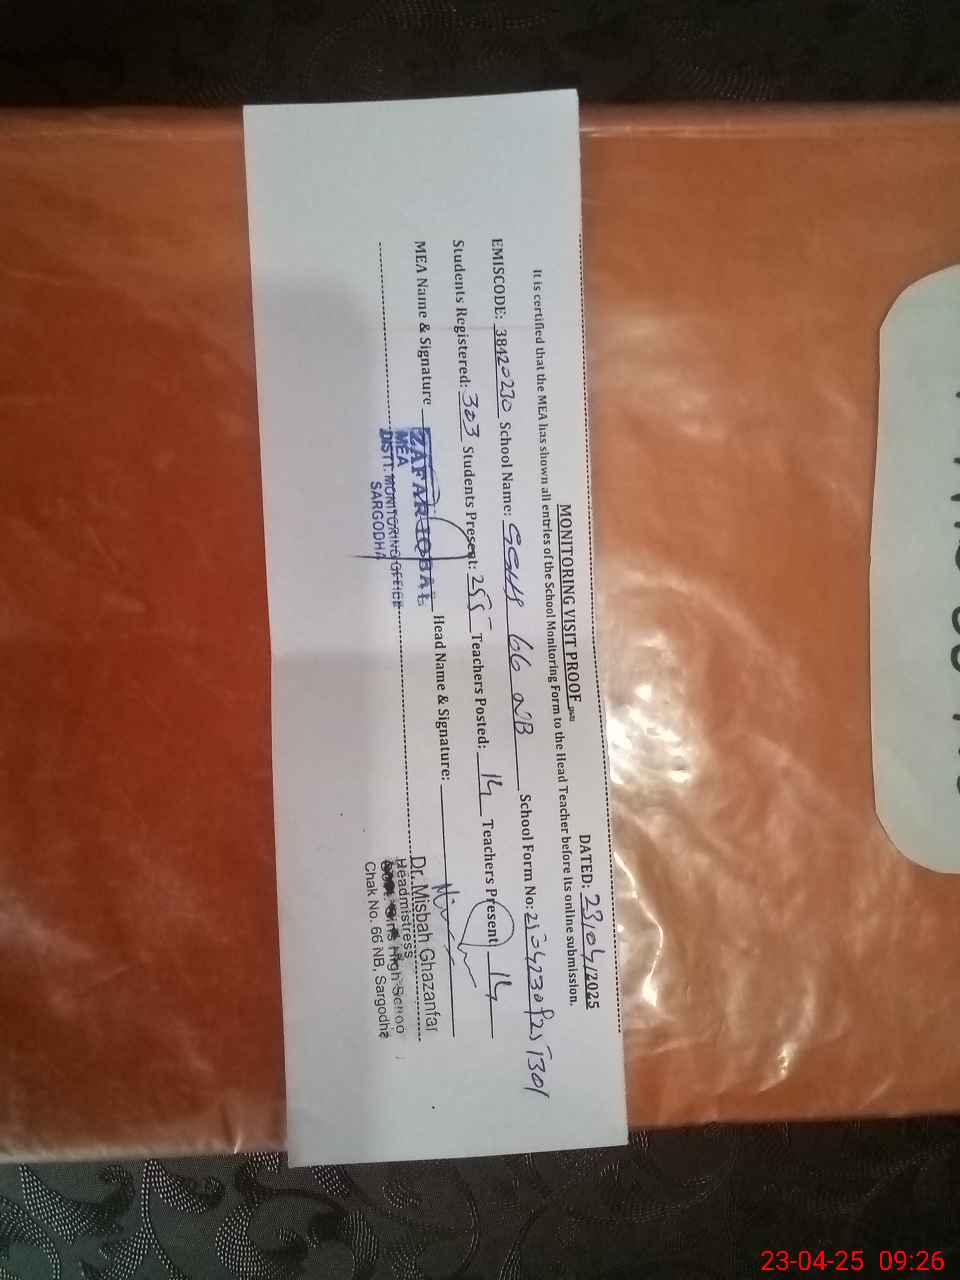 MONITORING VISIT PROOF
DATED: 23/04/2025
It is certified that the MEA has shown all entries of the School Monitoring Form to the Head Teacher before its online submission.
EMISCODE: 38420230 School Name: GGHS 66 NB School Form No:
Students Registered: 303 Students Present: 255 Teachers Posted: 14 Teachers Present 14
MEA Name & Signature ZAFAR IQBAL Head Name & Signature:
MEA
DISTT. MONITORING OFFICE
SARGODHA
Dr. Misbah Ghazanfar
Headmistress
Girls High School
Chak No. 66 NB, Sargodha
23-04-25 09:26